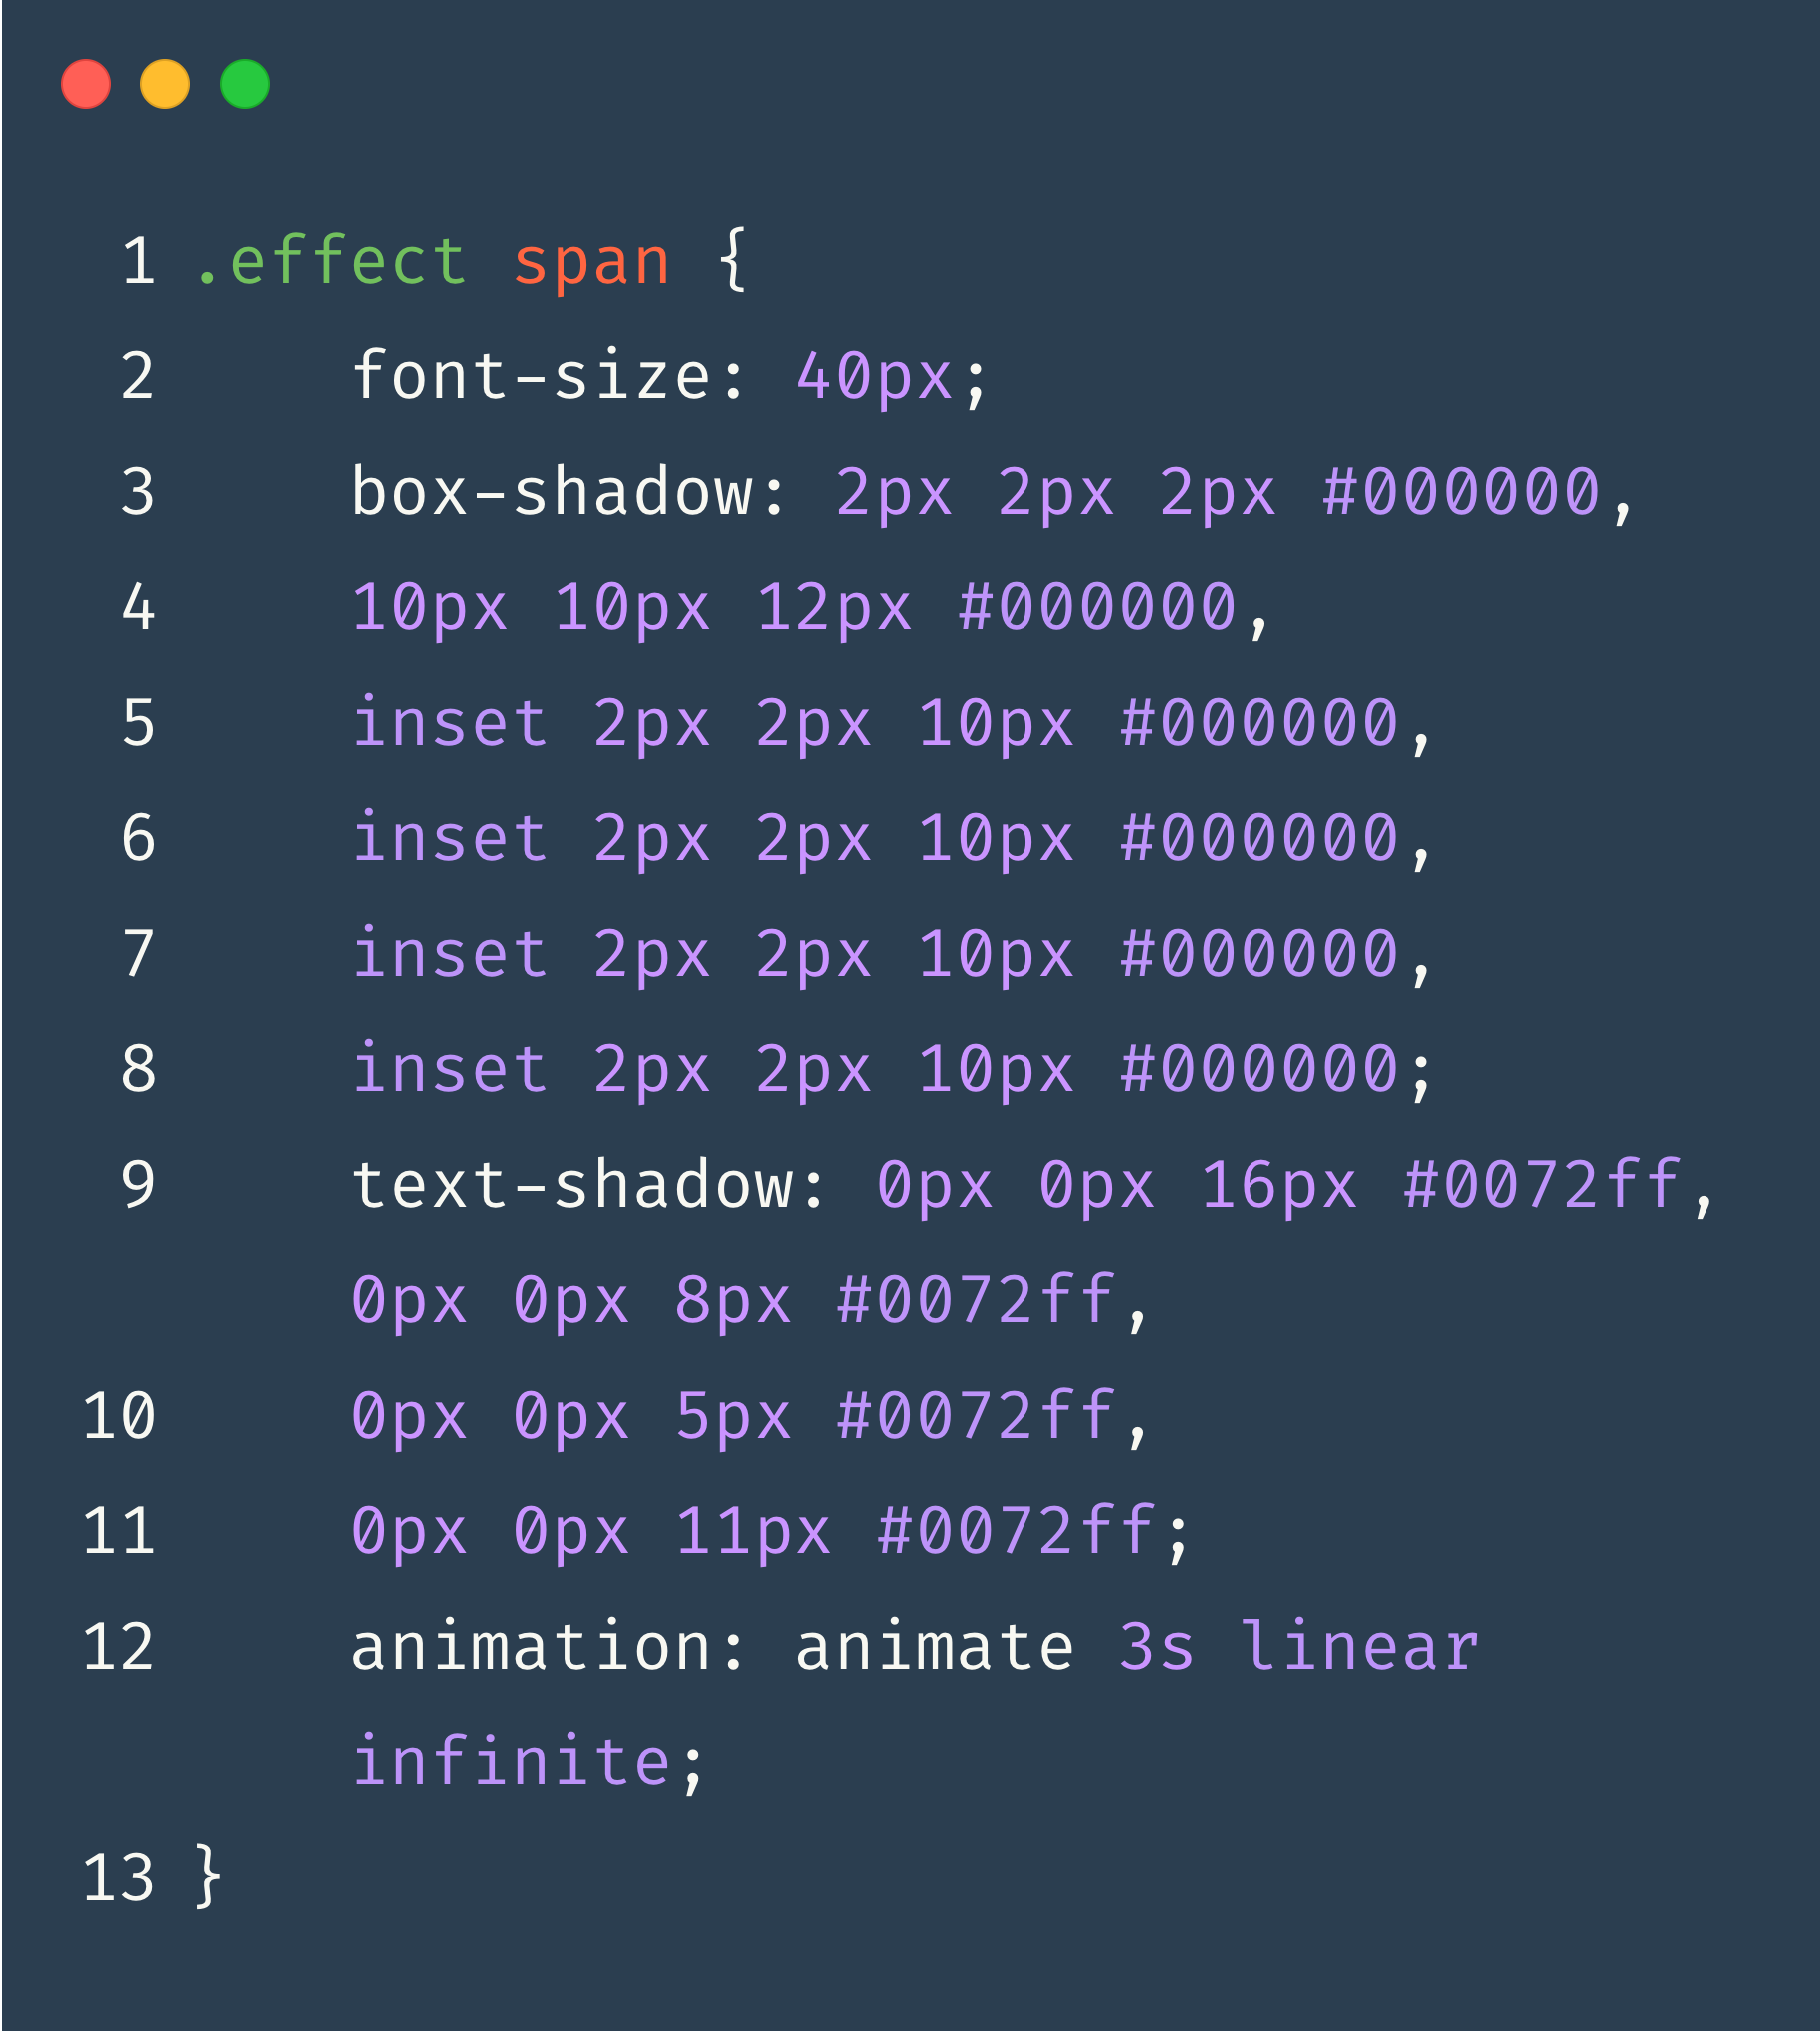 1 .effect span {
2 font-size: 40px;
3 box-shadow: 2px 2px 2px #000000,
4 10px 10px 12px #000000,
5 inset 2px 2px 10px #000000,
6 inset 2px 2px 10px #000000,
7 inset 2px 2px 10px #000000,
8 inset 2px 2px 10px #000000;
9 text-shadow: 0px 0px 16px #0072ff,
0px 0px 8px #0072ff,
10 0px 0px 5px #0072ff,
11 0px 0px 11px #0072ff;
12 animation: animate 3s linear
infinite;
13 }